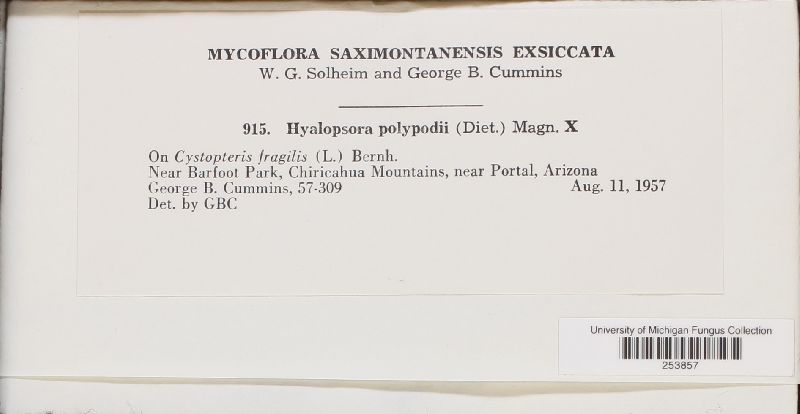 MYCOFLORA SAXIMONTANENSIS EXSICCATA
W. G. Solheim and George B. Cummins
915. Hyalopsora polypodii (Diet.) Magn. X
On Cystopteris fragilis (L.) Bernh.
Near Barfoot Park, Chiricahua Mountains, near Portal, Arizona
George B. Cummins, 57-309 Aug. 11, 1957
Det. by GBC
University of Michigan Fungus Collection
253857